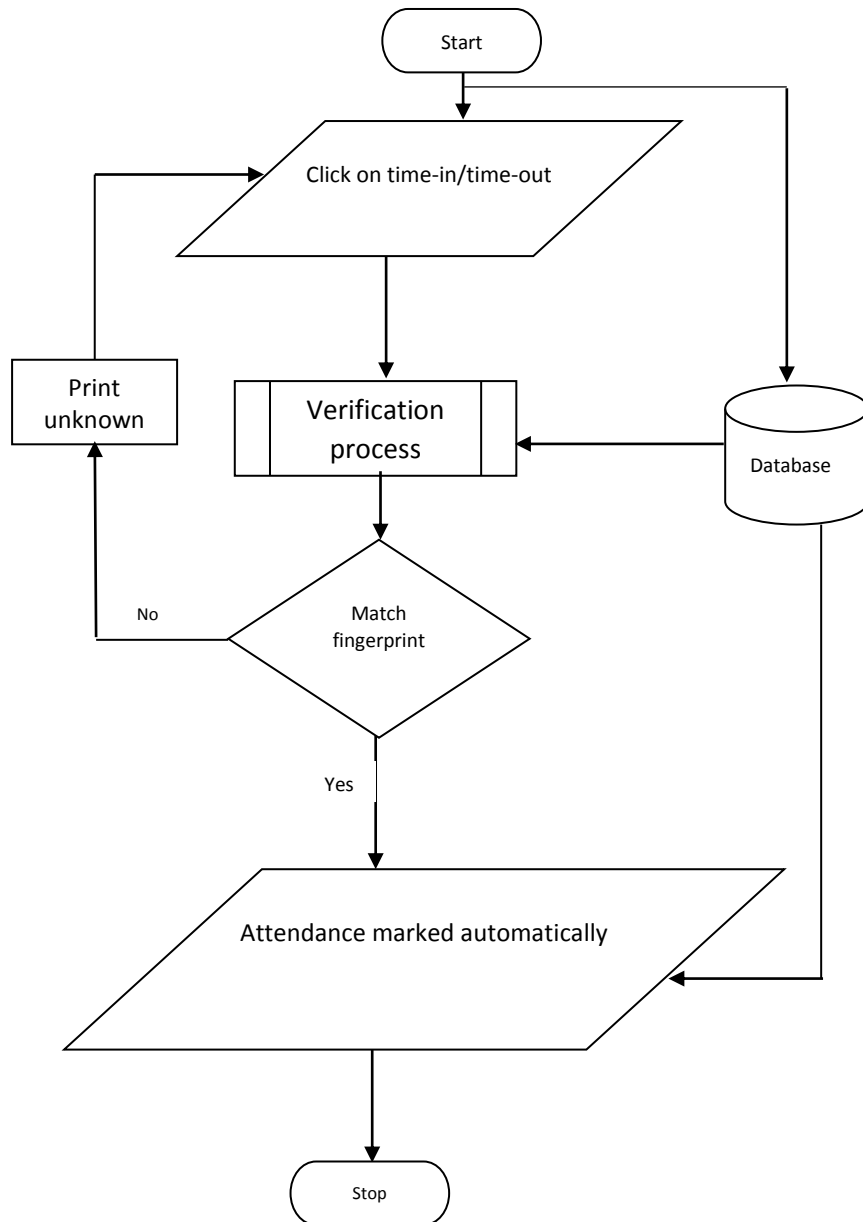 Start
Click on time-in/time-out
Print
unknown
Verification
process
Database
Match
fingerprint
No
Yes
Attendance marked automatically
Stop